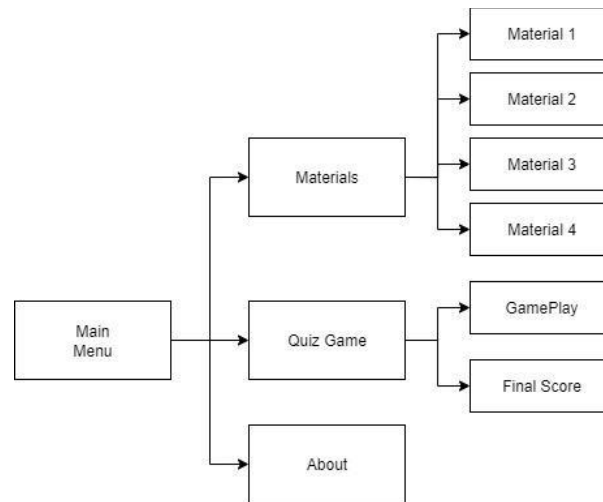 Material 1
Material 2
Materials
Material 3
Material 4
Main
Menu
Quiz Game
GamePlay
Final Score
About